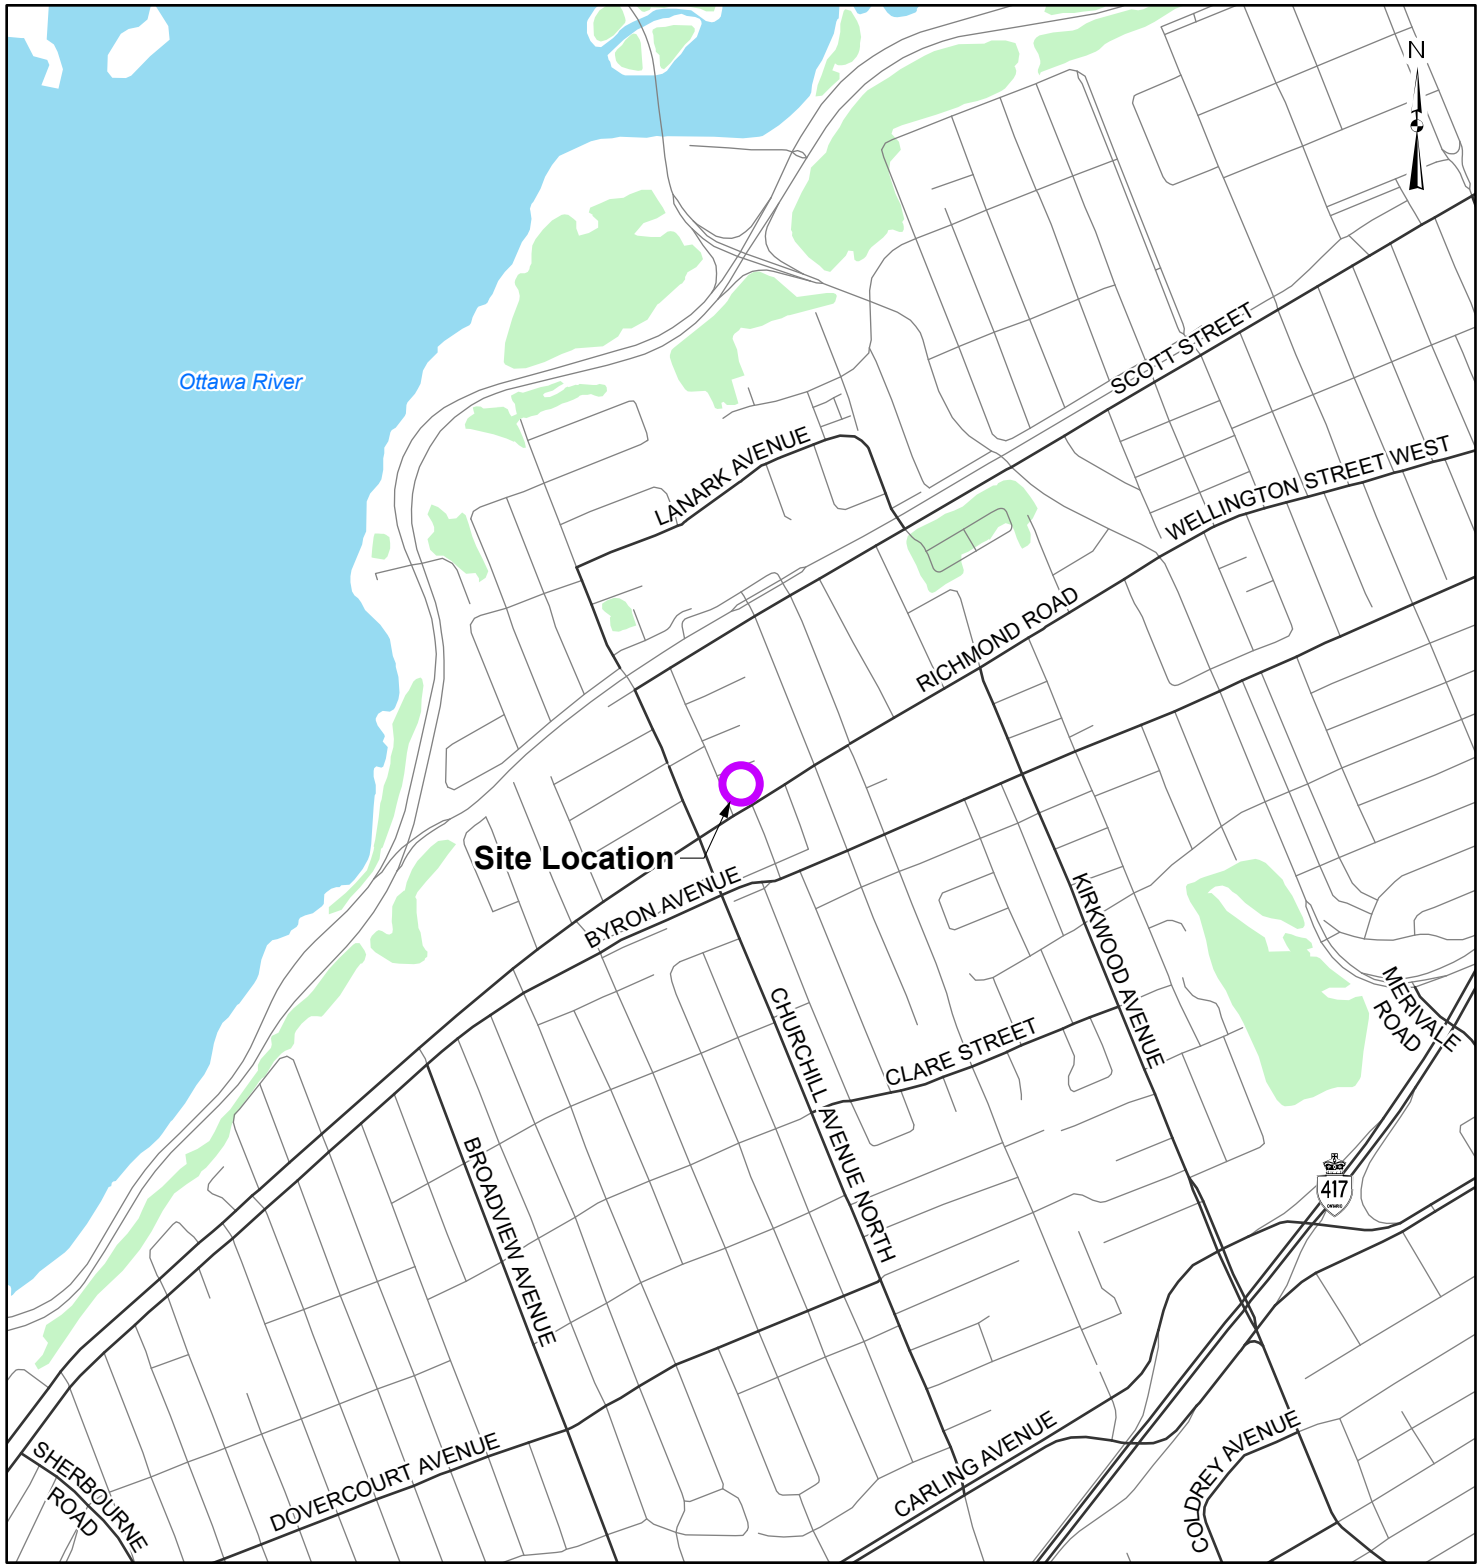 N
Ottawa River
SCOTT STREET
LANARK AVENUE
WELLINGTON STREET WEST
RICHMOND ROAD
Site Location
BYRON AVENUE
KIRKWOOD AVENUE
MERIVALE
ROAD
CHURCHILL AVENUE NORTH
CLARE STREET
BROADVIEW AVENUE
417
ONTARIO
CARLING AVENUE
COLDREY AVENUE
DOVERCOURT AVENUE
SHERBOURNE
ROAD